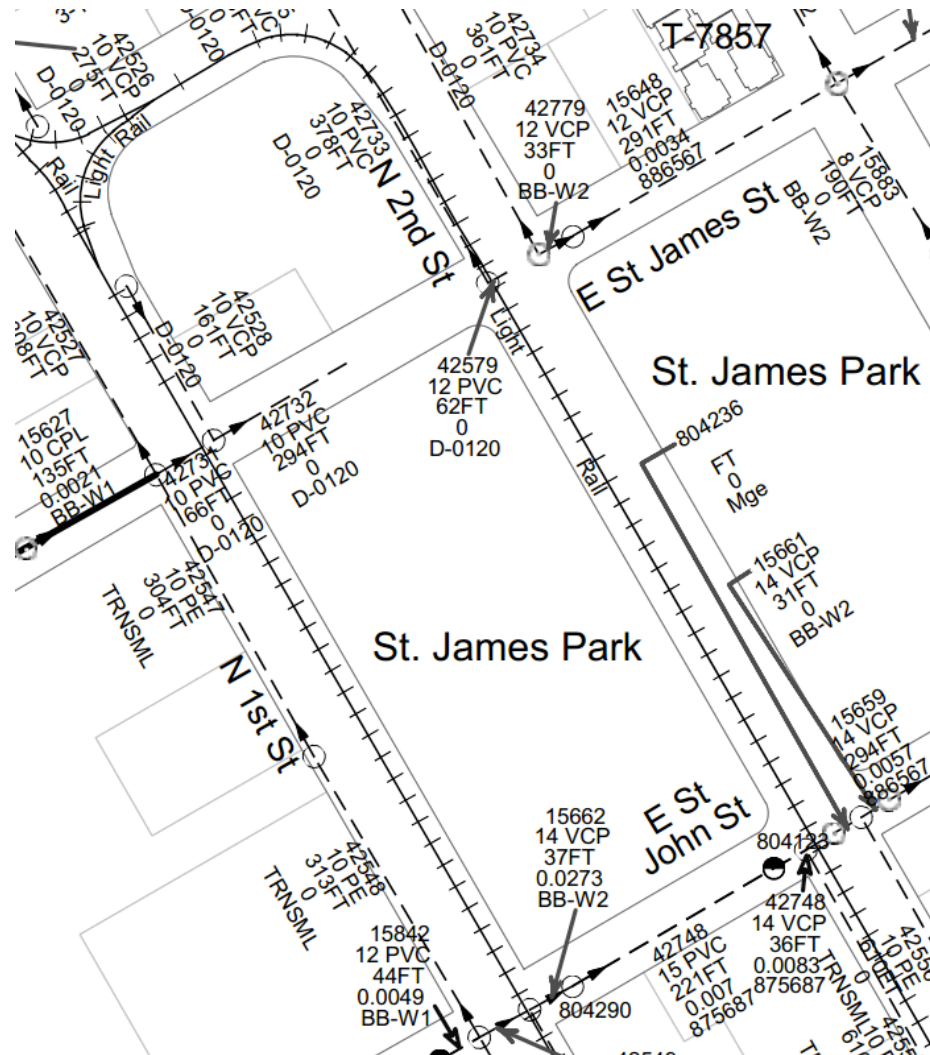 42526
10 VCP
275FT
0
D-0120
D-0120
42734
10 PVC
361FT
0
D-0120
T-7857
42779
12 VCP
33FT
0
BB-W2
15648
12 VCP
291FT
0.0034
886567
15883
8 VCP
190FT
0
BB-W2
Rail
Light
Rail
42733
10 PVC
378FT
0
D-0120
N 2nd St
E St James St
42527
10 VCP
308FT
42528
10 VCP
161FT
0
D-0120
Light
Rail
42579
12 PVC
62FT
0
D-0120
St. James Park
15627
10 CPL
135FT
0.0021
BB-W1
42731
10 PVC
166FT
0
D-0120
42732
10 PVC
294FT
0
D-0120
804236
FT
0
Mge
15661
14 VCP
31FT
0
BB-W2
42547
10 PE
304FT
0
TRNSML
N 1st St
St. James Park
15659
14 VCP
294FT
0.0057
886567
E St
John St
804123
15662
14 VCP
37FT
0.0273
BB-W2
42548
10 PE
313FT
0
TRNSML
15842
12 PVC
44FT
0.0049
BB-W1
804290
42748
15 PVC
221FT
0.007
875687
42748
14 VCP
36FT
0.0083
875687
10 PE
610FT
0
TRNSML